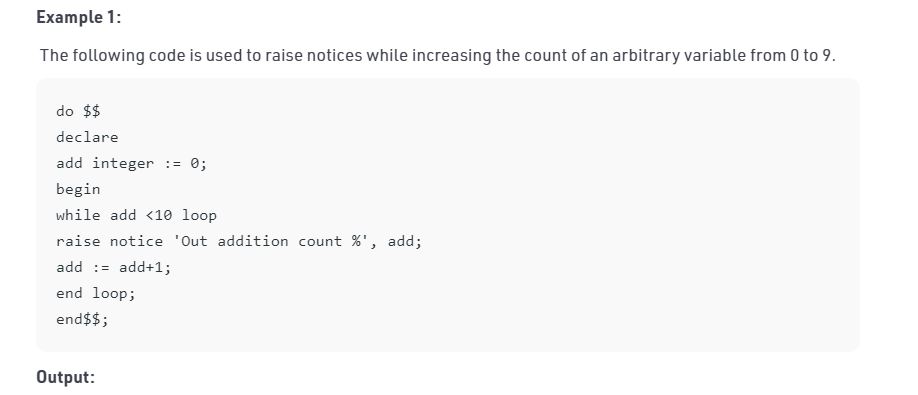 Example 1:
The following code is used to raise notices while increasing the count of an arbitrary variable from 0 to 9.
do $$
declare
add integer := 0;
begin
while add <10 loop
raise notice 'Out addition count %', add;
add := add+1;
end loop;
end$$;
Output: